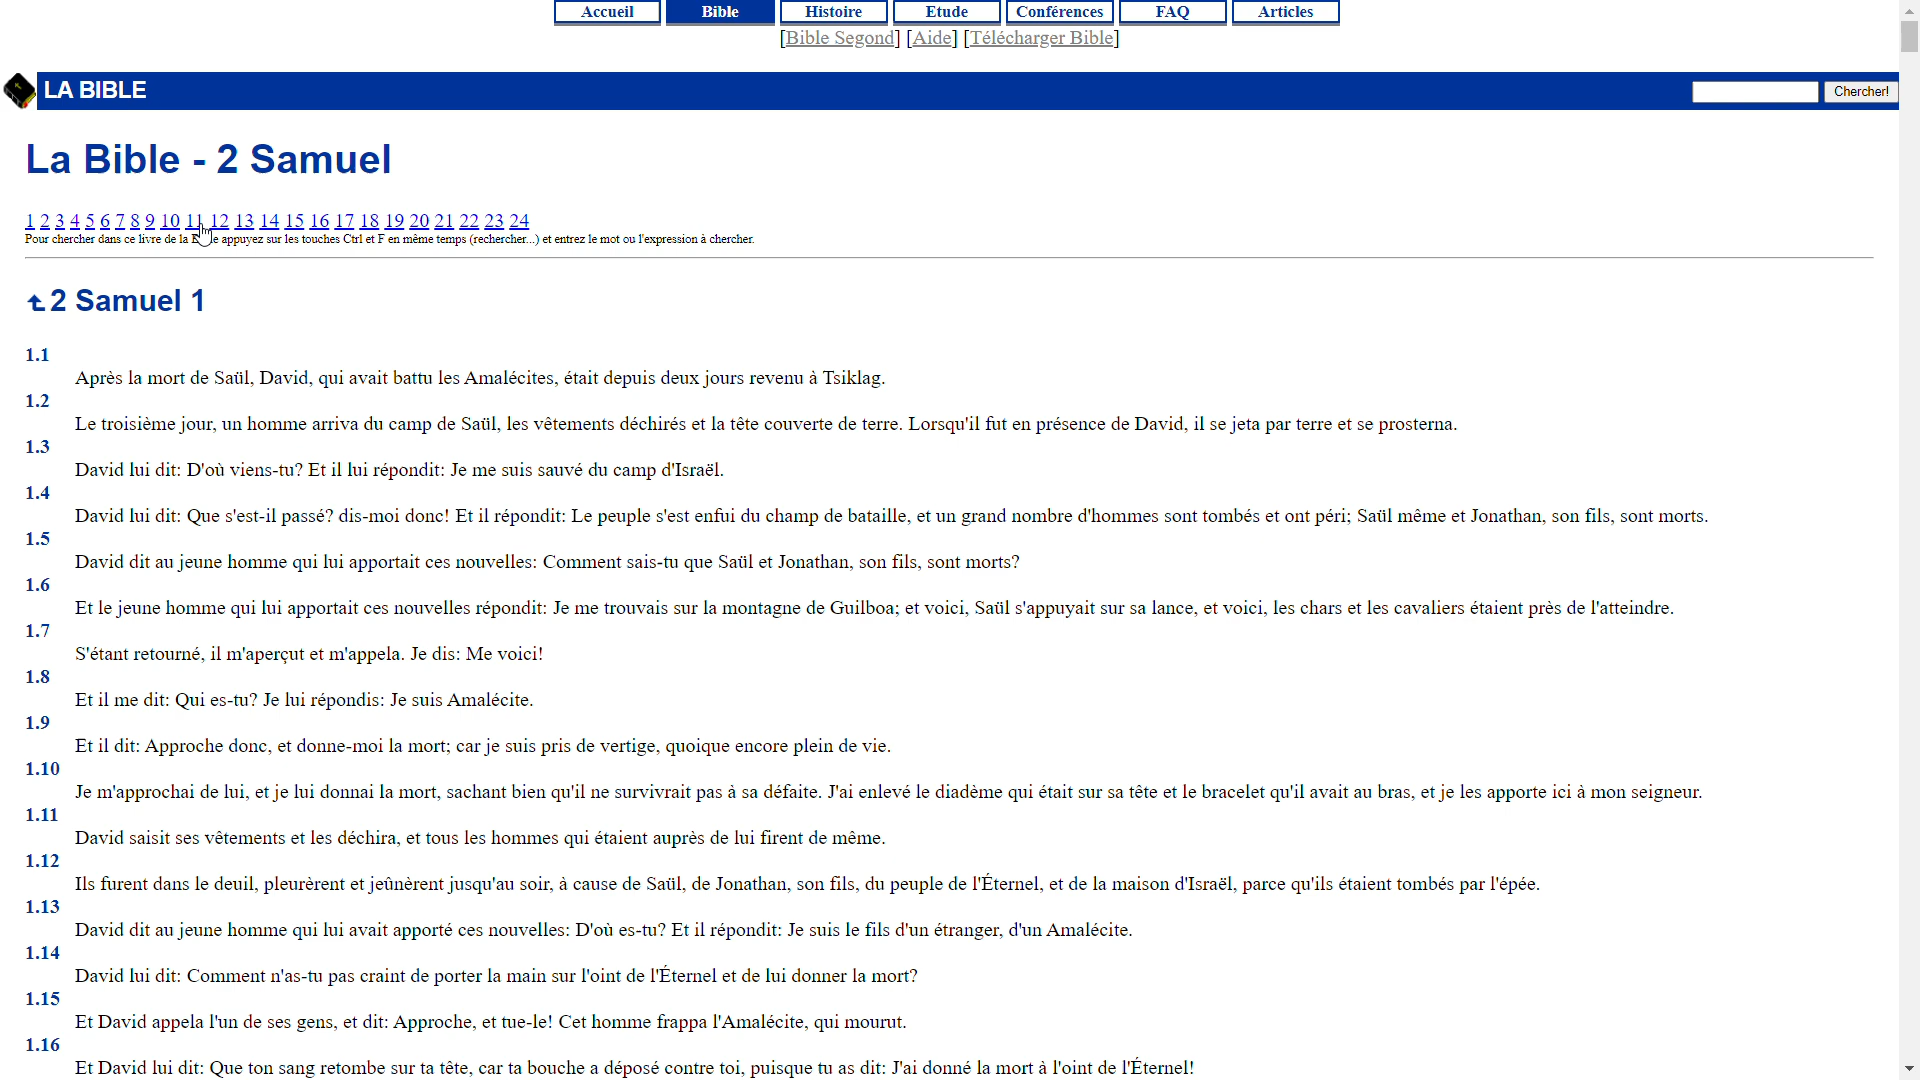 Accueil Bible Histoire Etude Conférences FAQ Articles
[Bible Segond] [Aide] [Télécharger Bible]
LA BIBLE Chercher!
La Bible - 2 Samuel
1 2 3 4 5 6 7 8 9 10 11 12 13 14 15 16 17 18 19 20 21 22 23 24
Pour chercher dans ce livre de la appuyez sur les touches Ctrl et F en même temps (rechercher...) et entrez le mot ou l'expression à chercher.
2 Samuel 1
1.1
Après la mort de Saül, David, qui avait battu les Amalécites, était depuis deux jours revenu à Tsiklag.
1.2
Le troisième jour, un homme arriva du camp de Saül, les vêtements déchirés et la tête couverte de terre. Lorsqu'il fut en présence de David, il se jeta par terre et se prosterna.
1.3
David lui dit: D'où viens-tu? Et il lui répondit: Je me suis sauvé du camp d'Israël.
1.4
David lui dit: Que s'est-il passé? dis-moi donc! Et il répondit: Le peuple s'est enfui du champ de bataille, et un grand nombre d'hommes sont tombés et ont péri; Saül même et Jonathan, son fils, sont morts.
1.5
David dit au jeune homme qui lui apportait ces nouvelles: Comment sais-tu que Saül et Jonathan, son fils, sont morts?
1.6
Et le jeune homme qui lui apportait ces nouvelles répondit: Je me trouvais sur la montagne de Guilboa; et voici, Saül s'appuyait sur sa lance, et voici, les chars et les cavaliers étaient près de l'atteindre.
1.7
S'étant retourné, il m'aperçut et m'appela. Je dis: Me voici!
1.8
Et il me dit: Qui es-tu? Je lui répondis: Je suis Amalécite.
1.9
Et il dit: Approche donc, et donne-moi la mort; car je suis pris de vertige, quoique encore plein de vie.
1.10
Je m'approchai de lui, et je lui donnai la mort, sachant bien qu'il ne survivrait pas à sa défaite. J'ai enlevé le diadème qui était sur sa tête et le bracelet qu'il avait au bras, et je les apporte ici à mon seigneur.
1.11
David saisit ses vêtements et les déchira, et tous les hommes qui étaient auprès de lui firent de même.
1.12
Ils furent dans le deuil, pleurèrent et jeûnèrent jusqu'au soir, à cause de Saül, de Jonathan, son fils, du peuple de l'Éternel, et de la maison d'Israël, parce qu'ils étaient tombés par l'épée.
1.13
David dit au jeune homme qui lui avait apporté ces nouvelles: D'où es-tu? Et il répondit: Je suis le fils d'un étranger, d'un Amalécite.
1.14
David lui dit: Comment n'as-tu pas craint de porter la main sur l'oint de l'Éternel et de lui donner la mort?
1.15
Et David appela l'un de ses gens, et dit: Approche, et tue-le! Cet homme frappa l'Amalécite, qui mourut.
1.16
Et David lui dit: Que ton sang retombe sur ta tête, car ta bouche a déposé contre toi, puisque tu as dit: J'ai donné la mort à l'oint de l'Éternel!